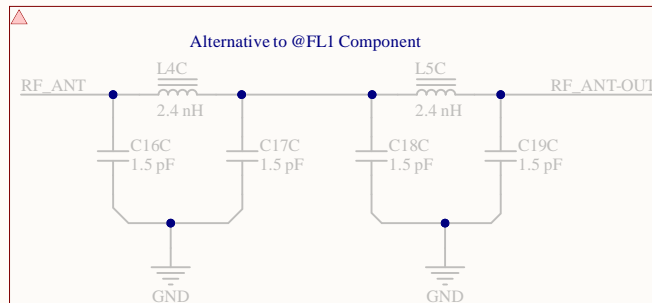 Alternative to @FL1 Component
L4C
L5C
RF_ANT
RF_ANT-OUT
2.4 nH
2.4 nH
C16C
C17C
C18C
C19C
1.5 pF
1.5 pF
1.5 pF
1.5 pF
GND
GND